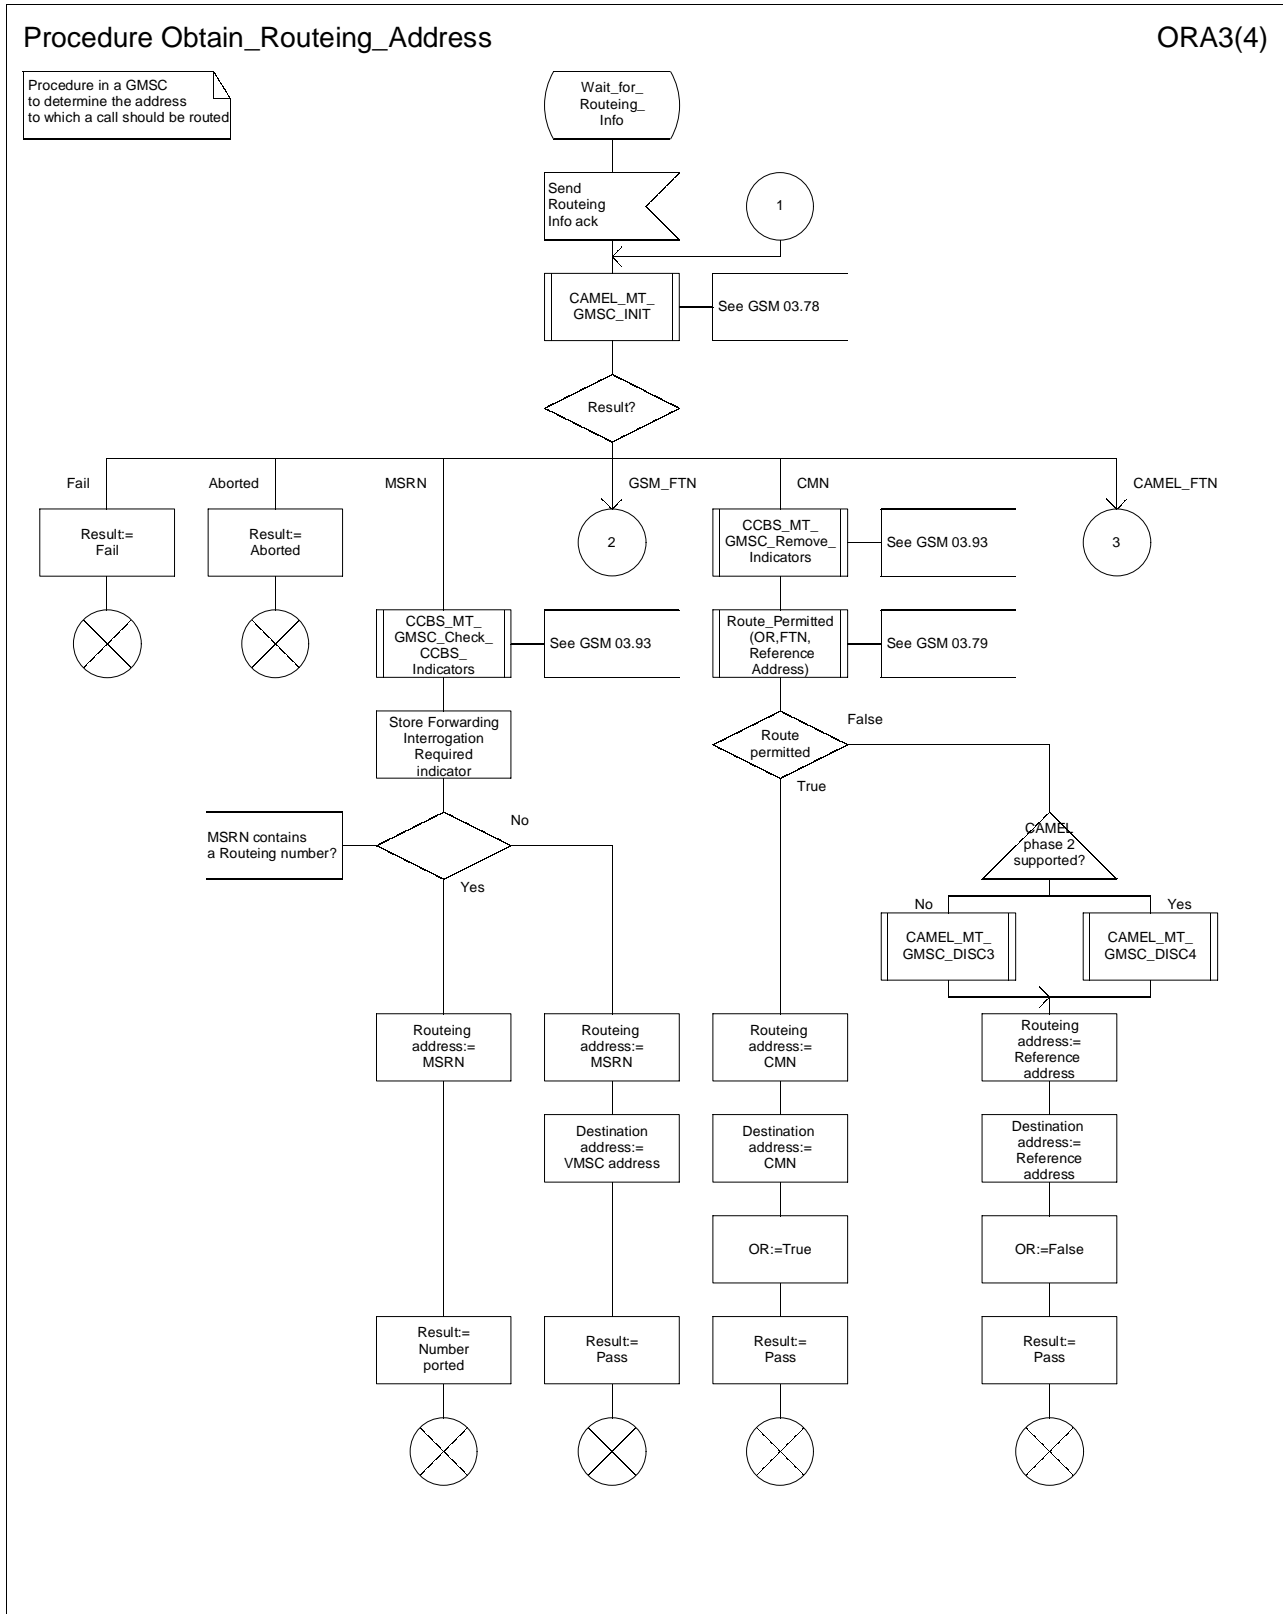 Procedure Obtain_Routeing_Address
ORA3(4)
Procedure in a GMSC
to determine the address
to which a call should be routed
Wait_for_
Routeing_
Info
Send
Routeing
Info ack
1
CAMEL_MT_
GMSC_INIT
See GSM 03.78
Result?
Fail
Aborted
MSRN
GSM_FTN
CMN
CAMEL_FTN
Result:=
Fail
Result:=
Aborted
2
CCBS_MT_
GMSC_Remove_
Indicators
See GSM 03.93
3
CCBS_MT_
GMSC_Check_
CCBS_
Indicators
See GSM 03.93
Route_Permitted
(OR,FTN,
Reference
Address)
See GSM 03.79
Store Forwarding
Interrogation
Required
indicator
Route
permitted
False
True
MSRN contains
a Routeing number?
No
Yes
CAMEL
phase 2
supported?
No
Yes
CAMEL_MT_
GMSC_DISC3
CAMEL_MT_
GMSC_DISC4
Routeing
address:=
MSRN
Routeing
address:=
MSRN
Routeing
address:=
CMN
Routeing
address:=
Reference
address
Destination
address:=
VMSC address
Destination
address:=
CMN
Destination
address:=
Reference
address
OR:=True
OR:=False
Result:=
Number
ported
Result:=
Pass
Result:=
Pass
Result:=
Pass